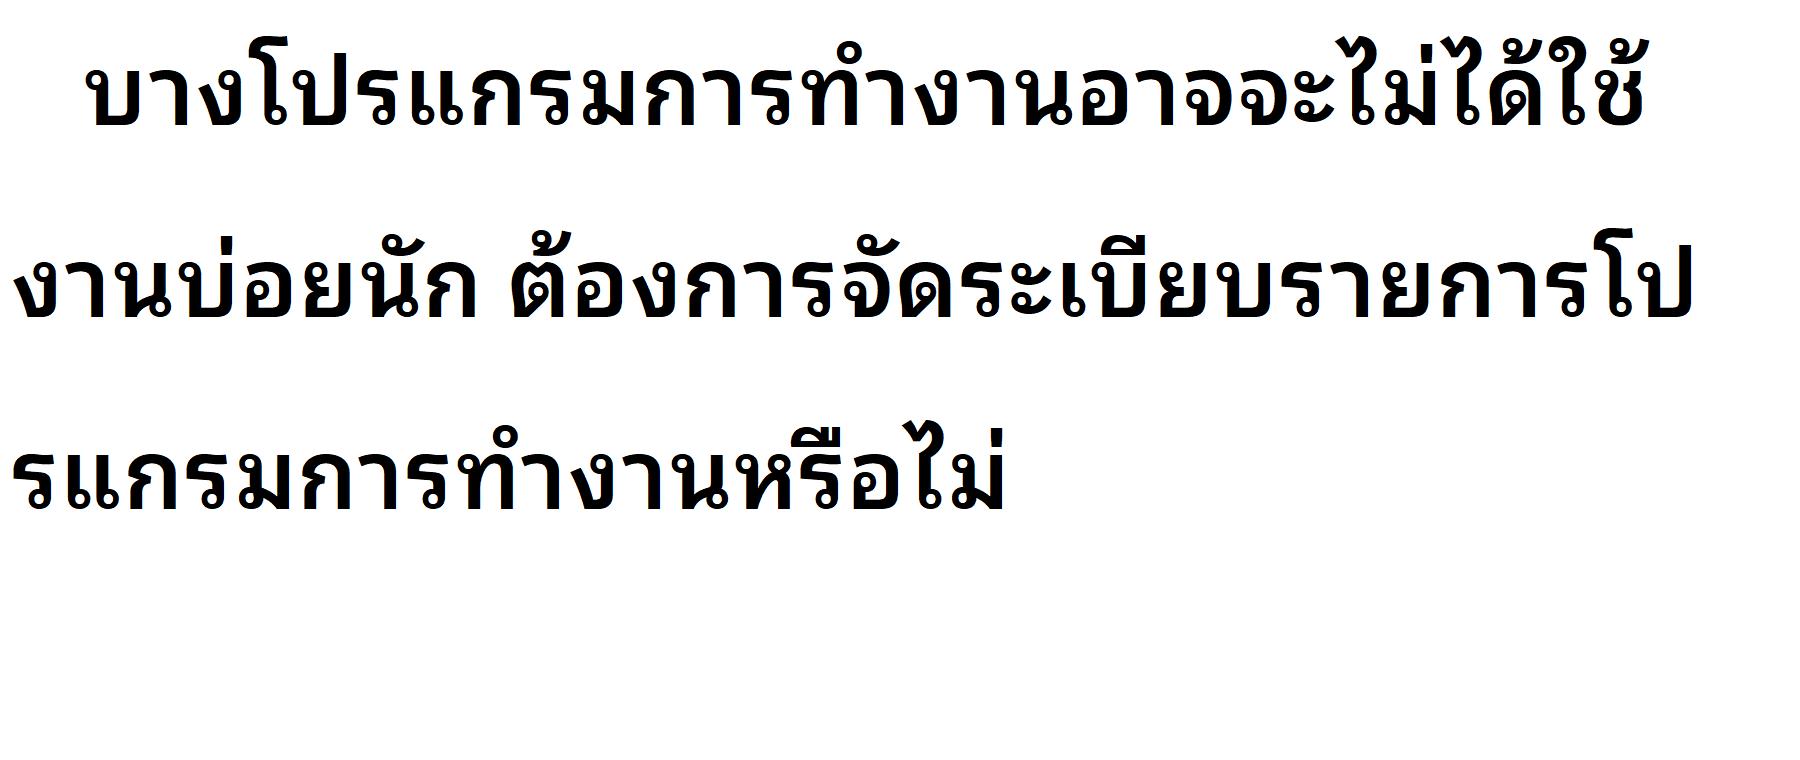 บางโปรแกรมการทำงานอาจจะไม่ได้ใช้
งานบ่อยนัก ต้องการจัดระเบียบรายการโป
รแกรมการทำงานหรือไม่